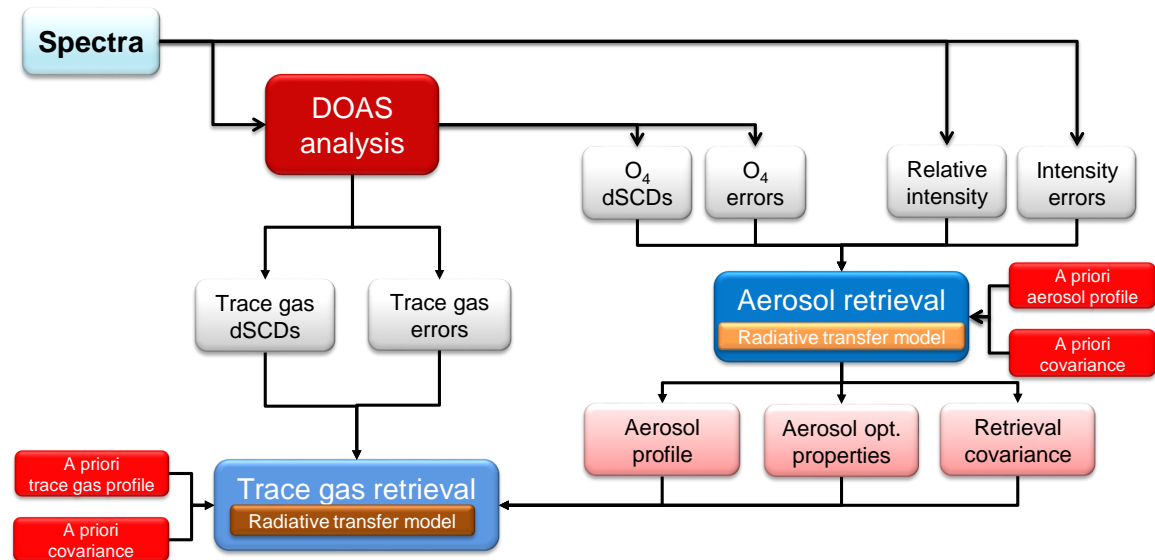 Spectra
DOAS
analysis
O₄
dSCDs
O₄
errors
Relative
intensity
Intensity
errors
Trace gas
dSCDs
Trace gas
errors
Aerosol retrieval
Radiative transfer model
A priori
aerosol profile
A priori
covariance
Aerosol
profile
Aerosol opt.
properties
Retrieval
covariance
A priori
trace gas profile
A priori
covariance
Trace gas retrieval
Radiative transfer model